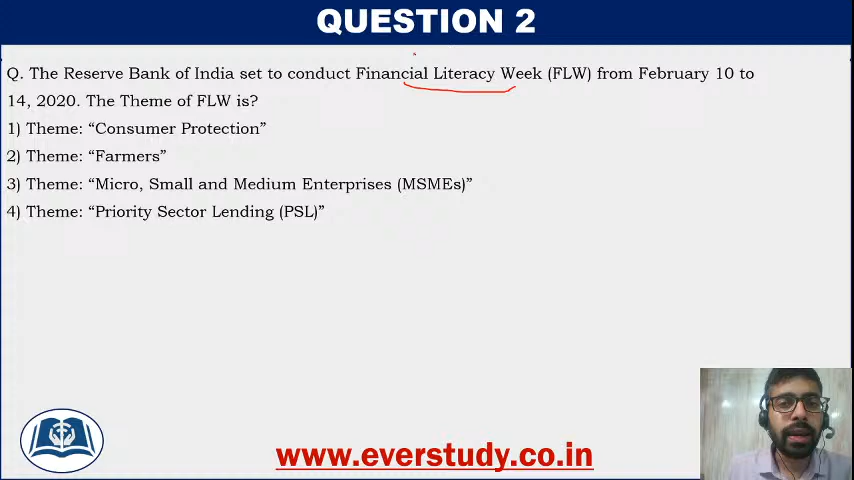 QUESTION 2
Q. The Reserve Bank of India set to conduct Financial Literacy Week (FLW) from February 10 to
14, 2020. The Theme of FLW is?
1) Theme: “Consumer Protection”
2) Theme: “Farmers”
3) Theme: “Micro, Small and Medium Enterprises (MSMEs)”
4) Theme: “Priority Sector Lending (PSL)”
www.everstudy.co.in